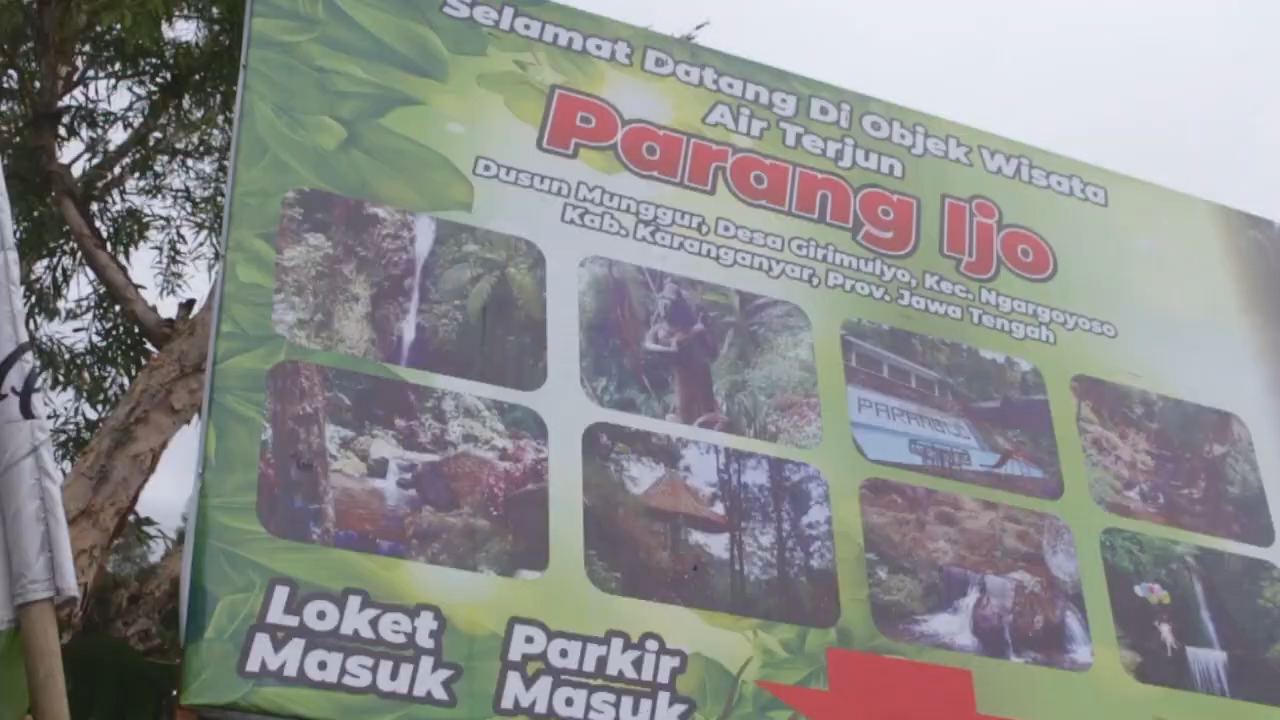 Selamat Datang Di Objek Wisata
Air Terjun
Parang Ijo
Dusun Munggur, Desa Girimulyo, Kec. Ngargoyoso
Kab. Karanganyar, Prov. Jawa Tengah
Loket
Masuk
Parkir
Masuk